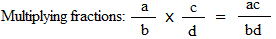 Multiplying fractions: a/b x c/d = ac/bd